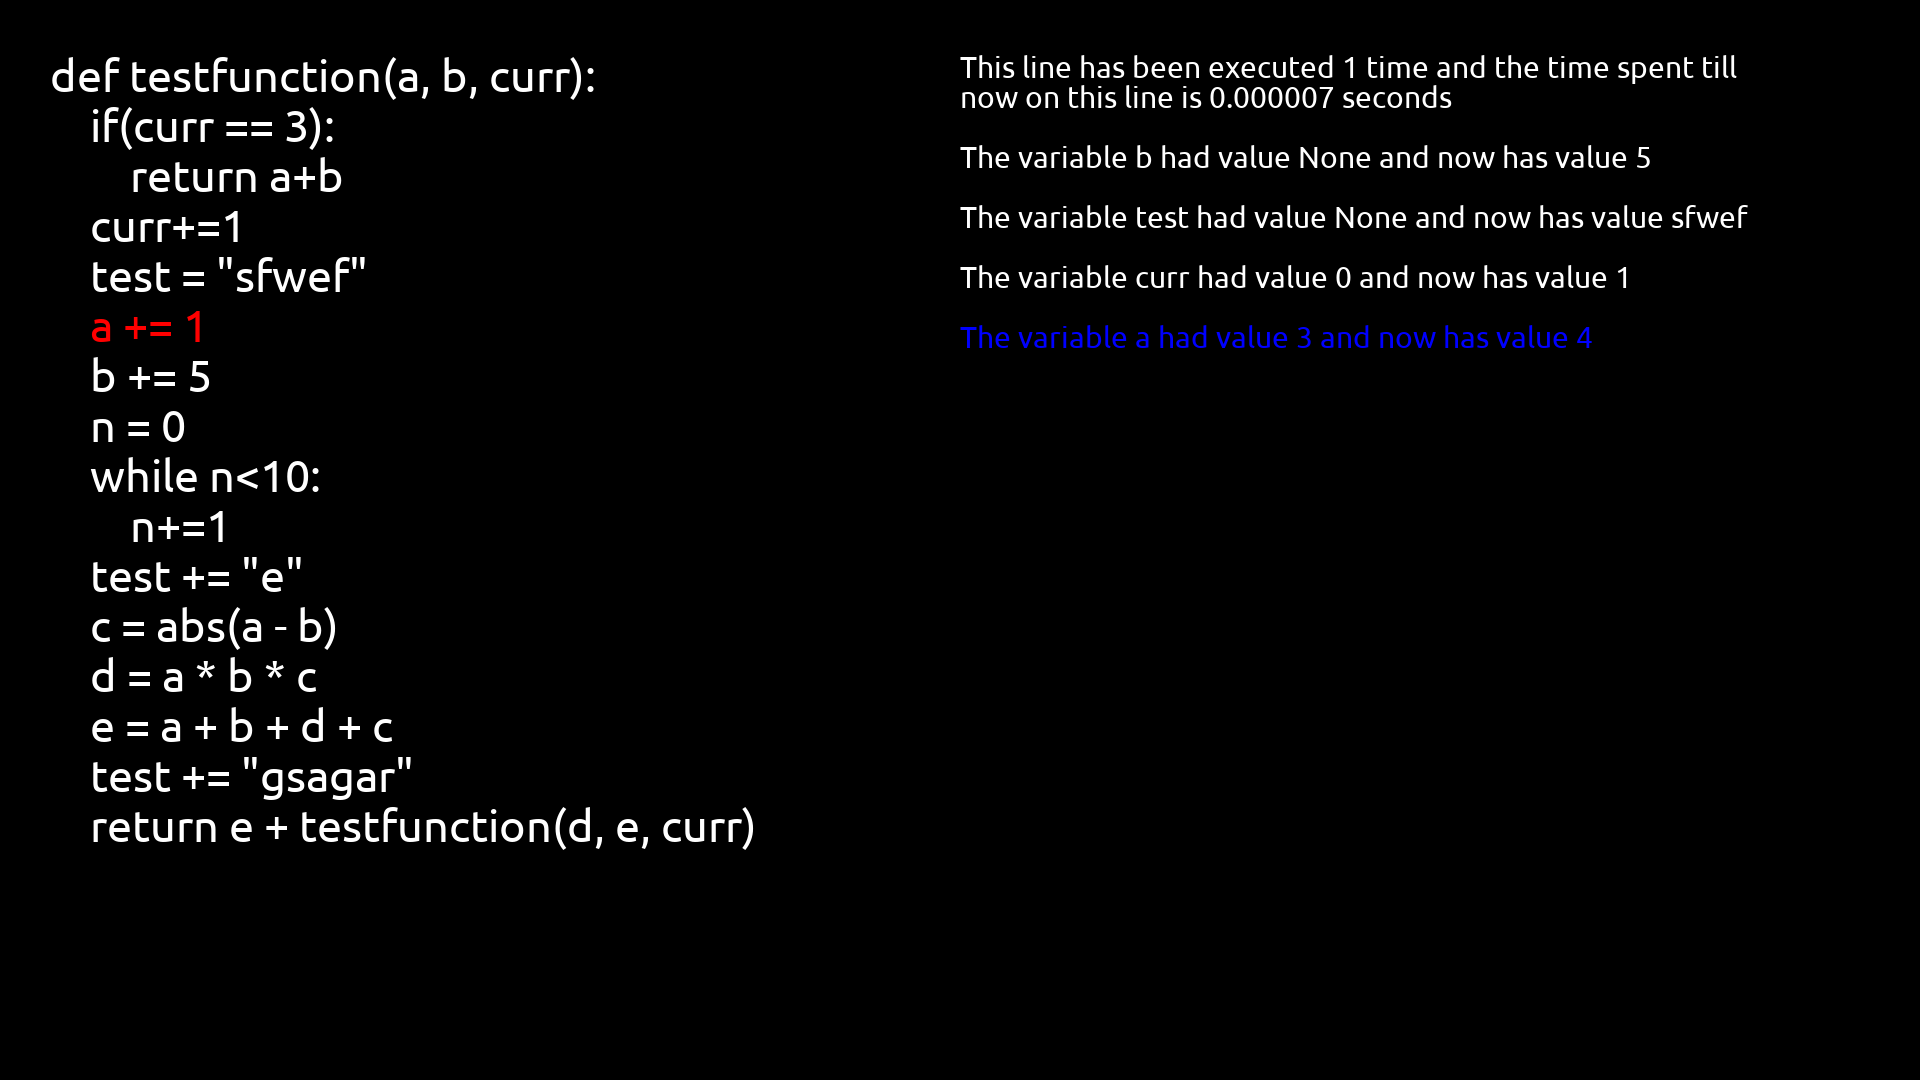 def testfunction(a, b, curr):
    if(curr == 3):
        return a+b
    curr+=1
    test = "sfwef"
    a += 1
    b += 5
    n = 0
    while n<10:
        n+=1
    test += "e"
    c = abs(a - b)
    d = a * b * c
    e = a + b + d + c
    test += "gsagar"
    return e + testfunction(d, e, curr)
This line has been executed 1 time and the time spent till
now on this line is 0.000007 seconds
The variable b had value None and now has value 5
The variable test had value None and now has value sfwef
The variable curr had value 0 and now has value 1
The variable a had value 3 and now has value 4